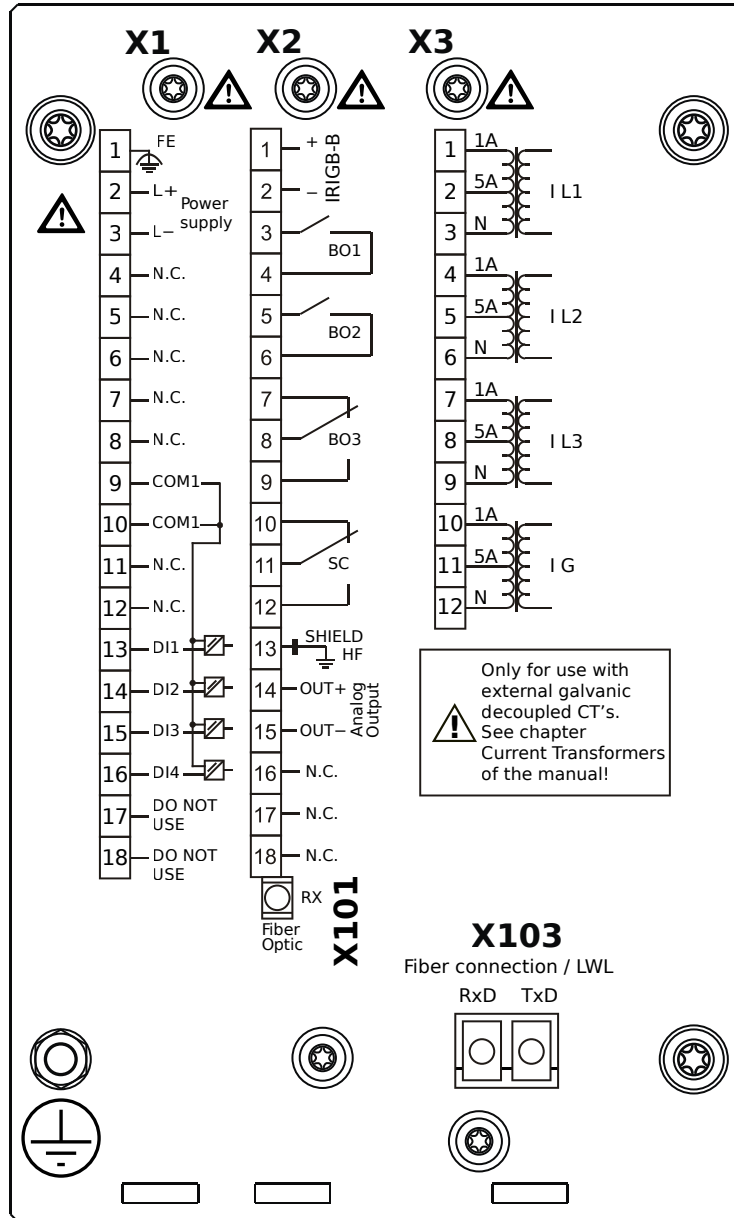 X1
X2
X3
1 FE
2 L+
Power
supply
3 L−
4 N.C.
5 N.C.
6 N.C.
7 N.C.
8 N.C.
9 COM1
10 COM1
11 N.C.
12 N.C.
13 DI1
14 DI2
15 DI3
16 DI4
17 DO NOT
USE
18 DO NOT
USE
1 +
2 −
IRIGB-B
3
4
BO1
5
6
BO2
7
8
9
BO3
10
11
12
SC
13 SHIELD
HF
14 OUT+
15 OUT−
Analog
Output
16 N.C.
17 N.C.
18 N.C.
RX
Fiber
Optic
X101
1 1A
2 5A
3 N
I L1
4 1A
5 5A
6 N
I L2
7 1A
8 5A
9 N
I L3
10 1A
11 5A
12 N
I G
Only for use with
external galvanic
decoupled CT's.
See chapter
Current Transformers
of the manual!
X103
Fiber connection / LWL
RxD TxD